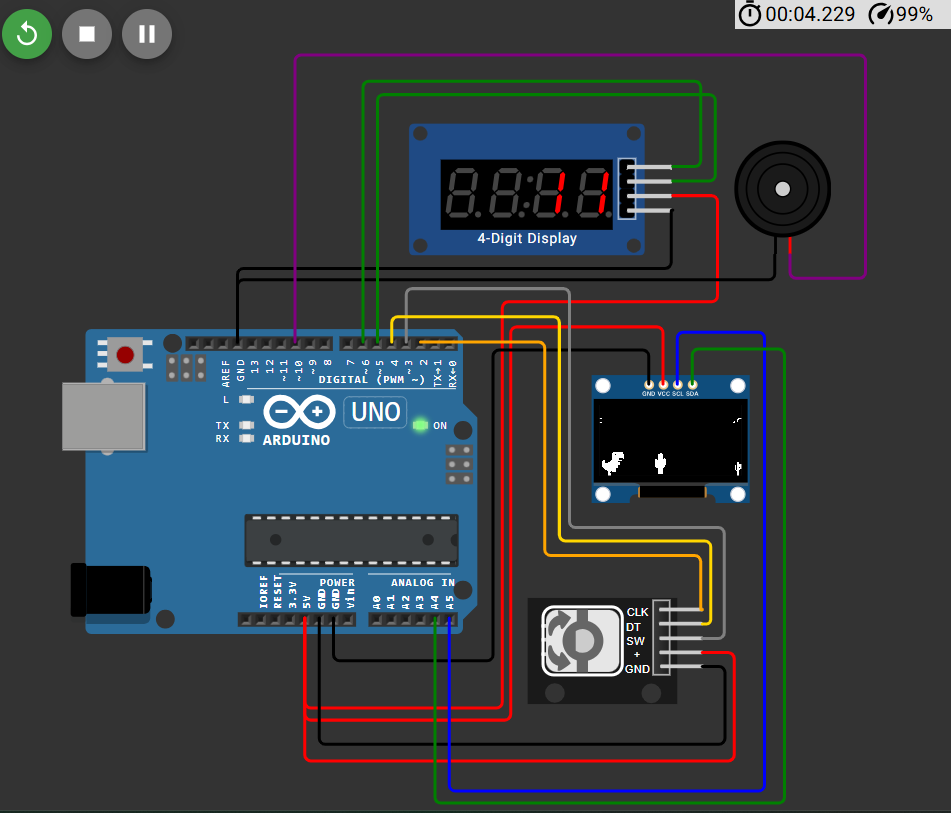 00:04.229 99%
11
4-Digit Display
AREF
GND
13
12
~11
~10
~9
8
7
~6
~5
4
~3
2
TX→1
RX←0
DIGITAL (PWM ~)
L
TX
RX
UNO
ON
ARDUINO
GND VCC SCL SDA
IOREF
RESET
3.3V
5V
GND
GND
Vin
POWER
ANALOG IN
A0
A1
A2
A3
A4
A5
CLK
DT
SW
+
GND